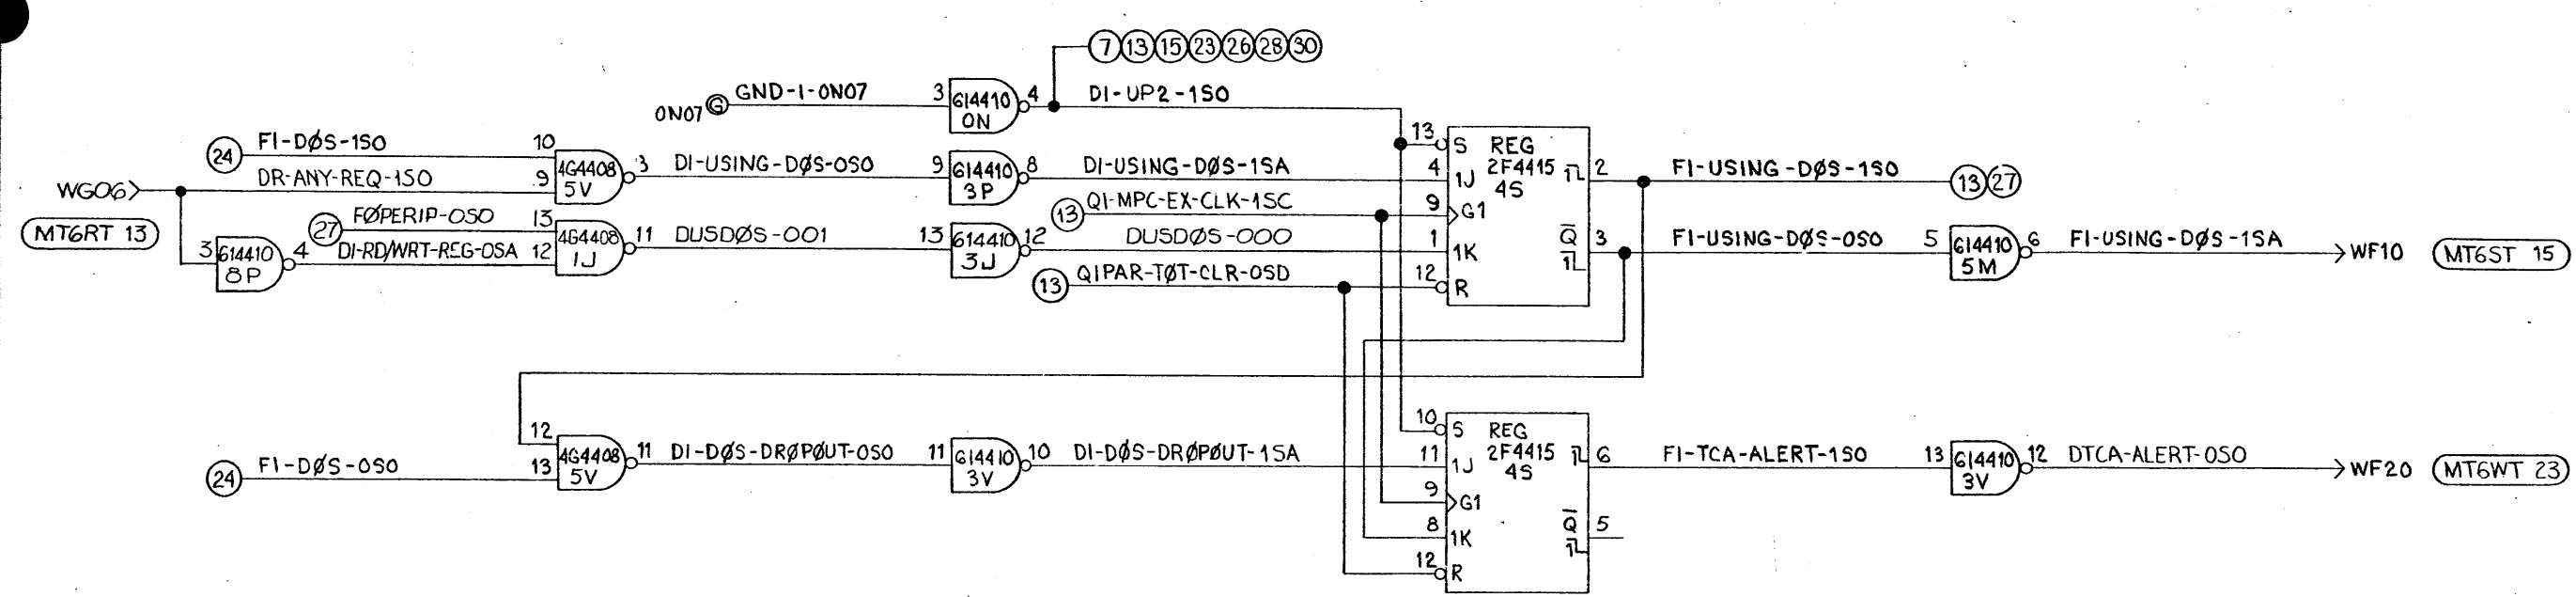 7 13 15 23 26 28 30
0N07 G GND-1-0N07 3 614410 0N 4 DI-UP2-1S0
24 FI-DØS-1S0 10 4G4408 5V 3 DI-USING-DØS-0S0 9 614410 3P 8 DI-USING-DØS-1SA
WG06 DR-ANY-REQ-1S0 9
MT6RT 13
3 614410 8P 4 DI-RD/WRT-REG-0SA 12
27 FØPERIP-0S0 13 4G4408 1J 11 DUSDØS-001 13 614410 3J 12 DUSDØS-000
13 QI-MPC-EX-CLK-1SC
13 QIPAR-TØT-CLR-0SD
13 S REG
4 1J 2F4415 4S 1 2 FI-USING-DØS-1S0 13 27
9 G1
1 1K Q 1 3 FI-USING-DØS-0S0 5 614410 5M 6 FI-USING-DØS-1SA WF10 MT6ST 15
12 R
12
24 FI-DØS-0S0 13 4G4408 5V 11 DI-DØS-DRØPØUT-0S0 11 614410 3V 10 DI-DØS-DRØPØUT-1SA
10 S REG
11 1J 2F4415 4S 1 6 FI-TCA-ALERT-1S0 13 614410 3V 12 DTCA-ALERT-0S0 WF20 MT6WT 23
9 G1
8 1K Q 1 5
12 R